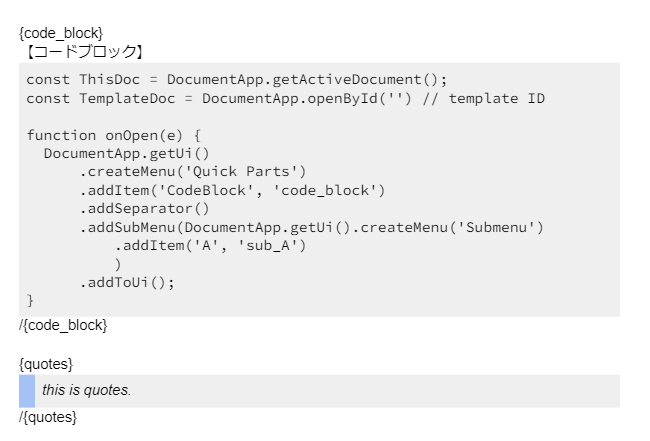 {code_block}
【コードブロック】
const ThisDoc = DocumentApp.getActiveDocument();
const TemplateDoc = DocumentApp.openById('') // template ID

function onOpen(e) {
  DocumentApp.getUi()
      .createMenu('Quick Parts')
      .addItem('CodeBlock', 'code_block')
      .addSeparator()
      .addSubMenu(DocumentApp.getUi().createMenu('Submenu')
          .addItem('A', 'sub_A')
          )
      .addToUi();
}
/{code_block}

{quotes}
this is quotes.
/{quotes}